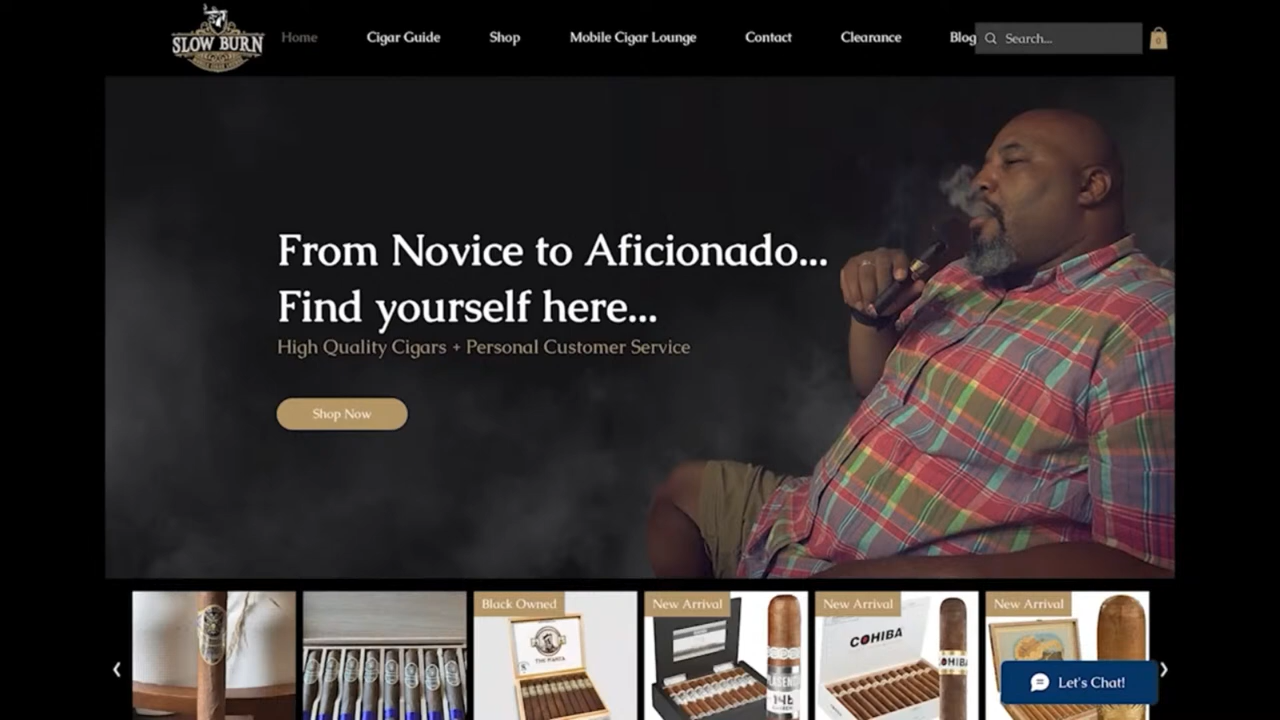 SLOW BURN
Home
Cigar Guide
Shop
Mobile Cigar Lounge
Contact
Clearance
Blog
Search...
0
From Novice to Aficionado...
Find yourself here...
High Quality Cigars + Personal Customer Service
Shop Now
Black Owned
New Arrival
New Arrival
New Arrival
COHIBA
Let's Chat!